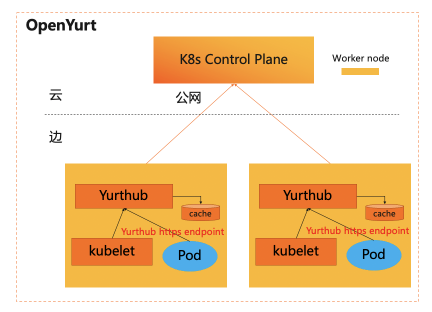 OpenYurt
K8s Control Plane
Worker node
云
公网
边
Yurthub
cache
Yurthub https endpoint
kubelet
Pod
Yurthub
cache
Yurthub https endpoint
kubelet
Pod